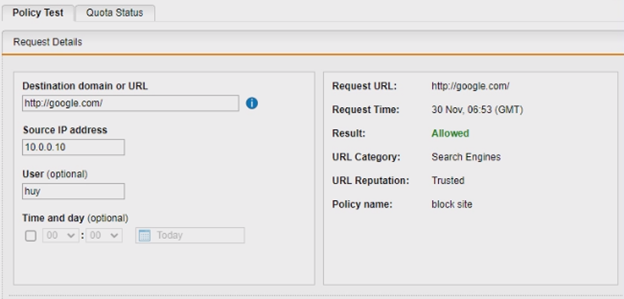 Policy Test
Quota Status
Request Details
Destination domain or URL
http://google.com/
Source IP address
10.0.0.10
User (optional)
huy
Time and day (optional)
00 : 00 Today
Request URL: http://google.com/
Request Time: 30 Nov, 06:53 (GMT)
Result: Allowed
URL Category: Search Engines
URL Reputation: Trusted
Policy name: block site